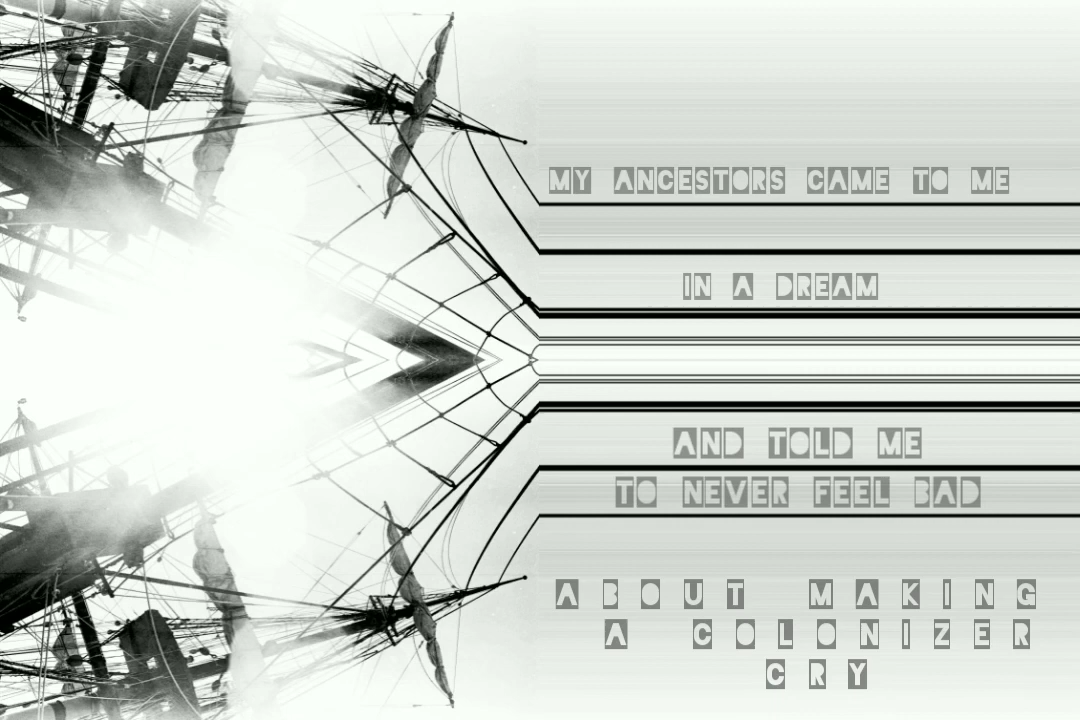 MY ANCESTORS CAME TO ME
IN A DREAM
AND TOLD ME
TO NEVER FEEL BAD
ABOUT MAKING
A COLONIZER
CRY